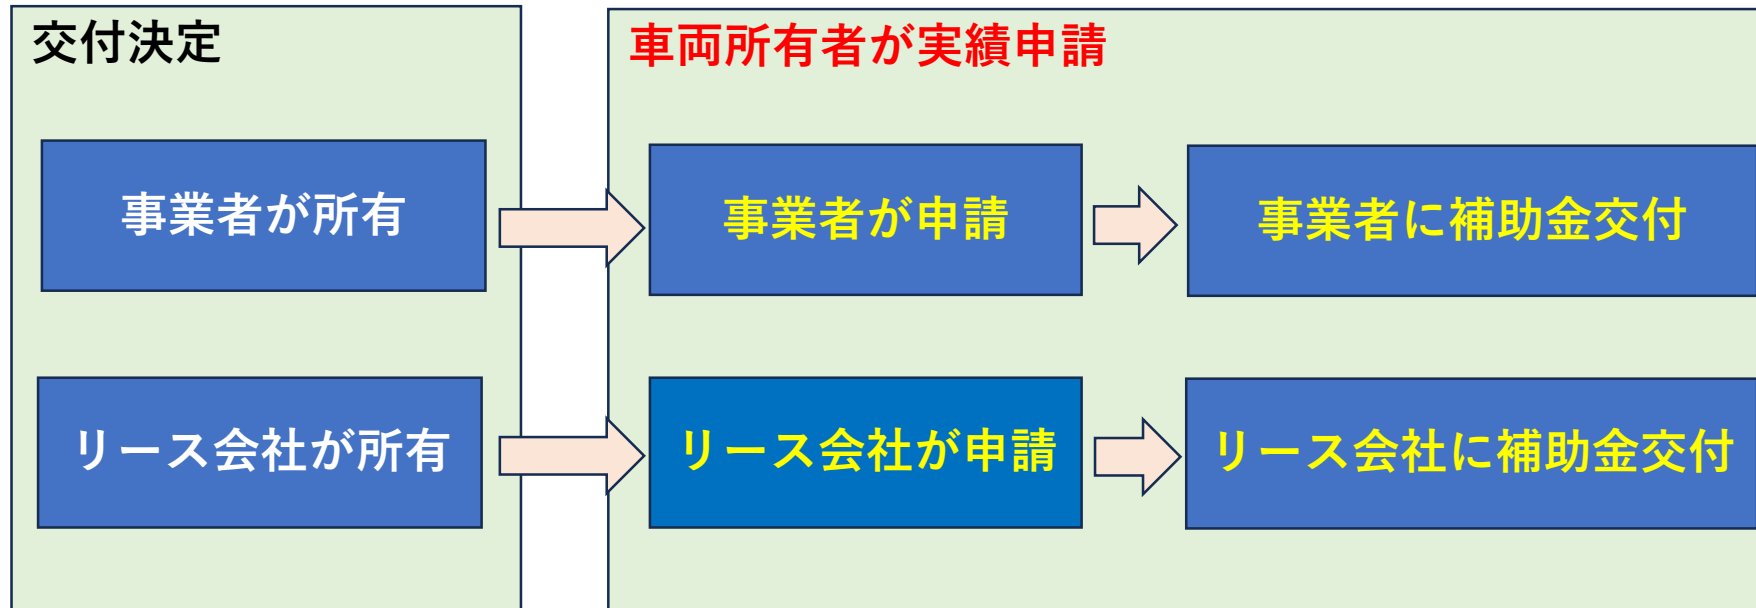 交付決定
車両所有者が実績申請
事業者が所有
事業者が申請
事業者に補助金交付
リース会社が所有
リース会社が申請
リース会社に補助金交付